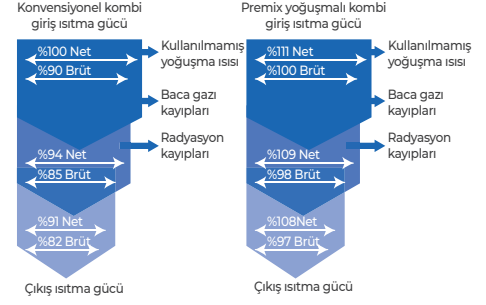 Konvensiyonel kombi
giriş ısıtma gücü
%100 Net
%90 Brüt
Kullanılmamış
yoğuşma ısısı
Baca gazı
kayıpları
Radyasyon
kayıpları
%94 Net
%85 Brüt
%91 Net
%82 Brüt
Çıkış ısıtma gücü
Premix yoğuşmalı kombi
giriş ısıtma gücü
%111 Net
%100 Brüt
Kullanılmamış
yoğuşma ısısı
Baca gazı
kayıpları
Radyasyon
kayıpları
%109 Net
%98 Brüt
%108Net
%97 Brüt
Çıkış ısıtma gücü